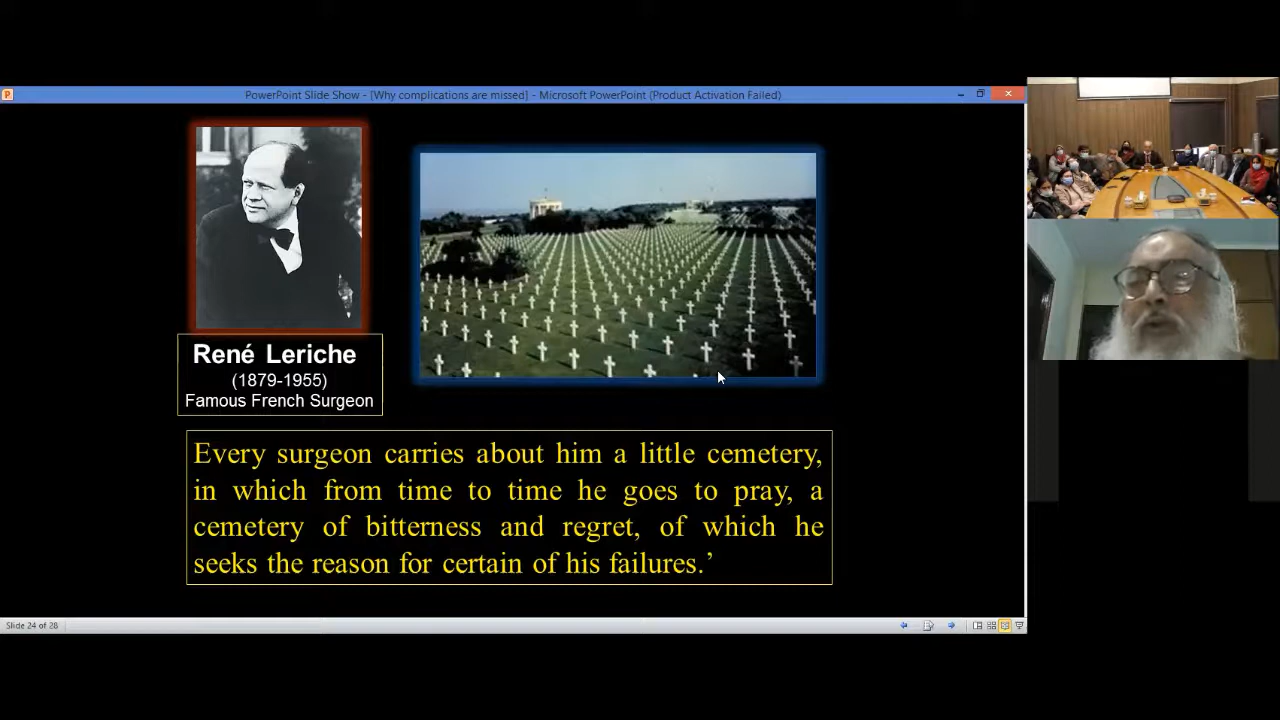 PowerPoint Slide Show - [Why complications are missed] - Microsoft PowerPoint (Product Activation Failed)
René Leriche
(1879-1955)
Famous French Surgeon
Every surgeon carries about him a little cemetery,
in which from time to time he goes to pray, a
cemetery of bitterness and regret, of which he
seeks the reason for certain of his failures.’
Slide 24 of 28